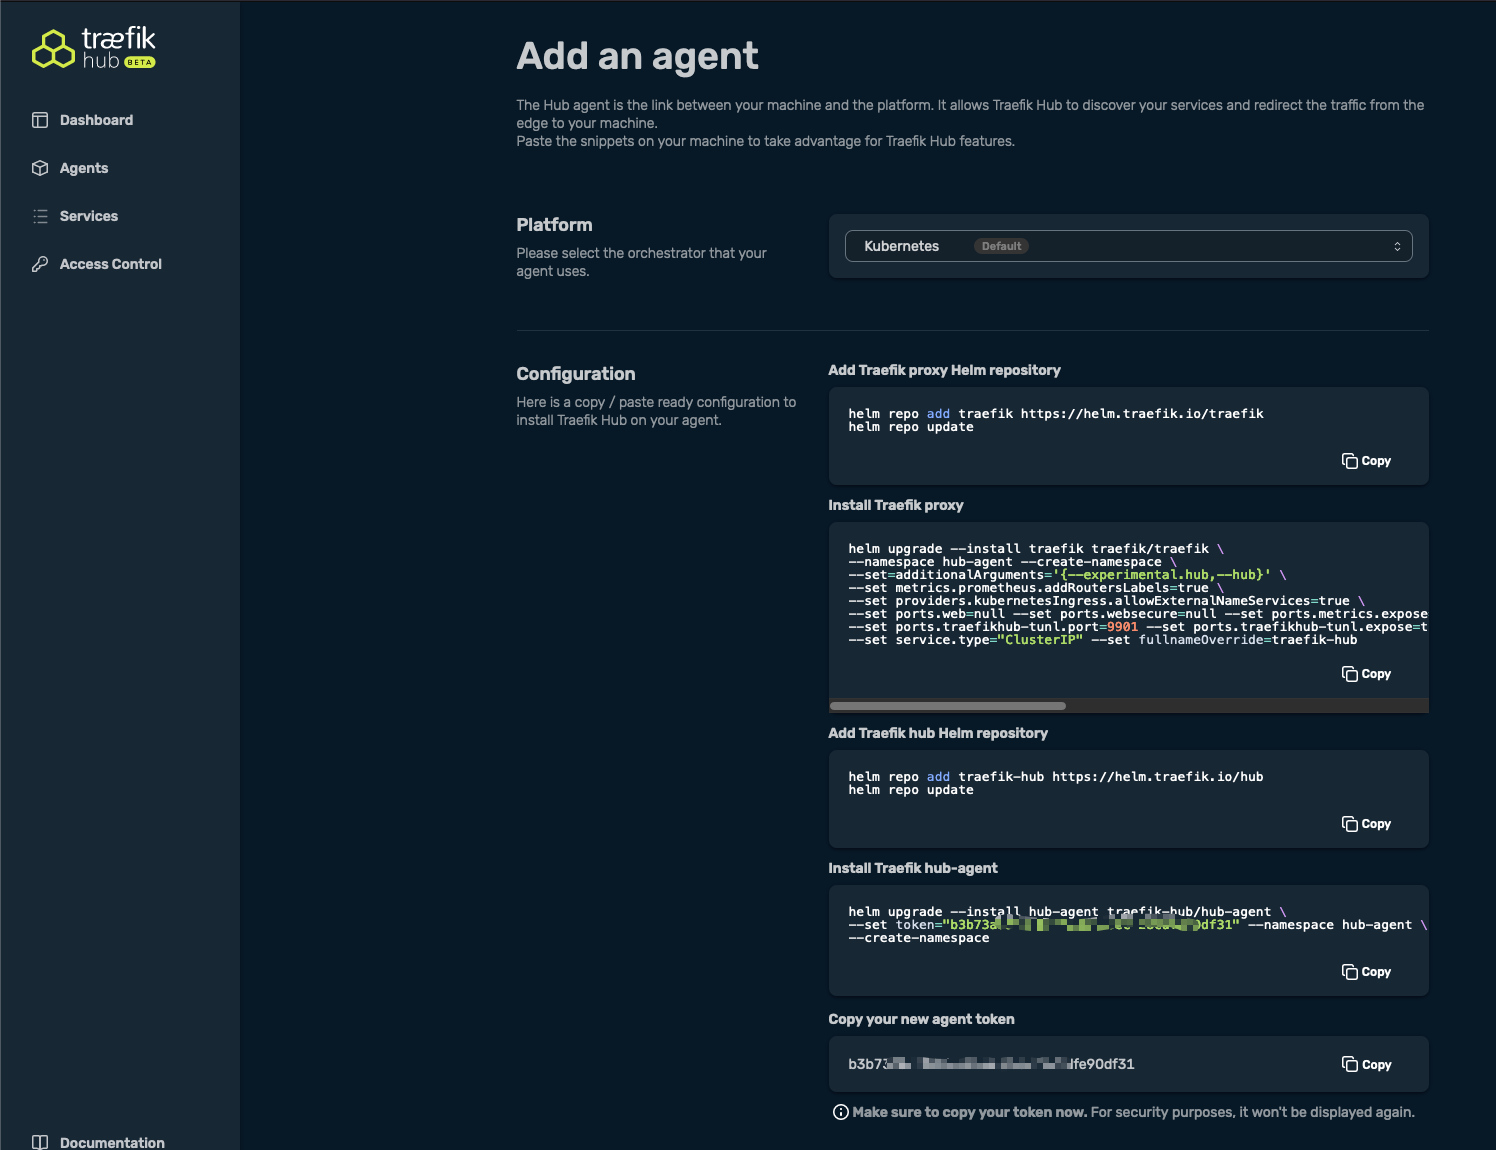 træfik
hub BETA
Dashboard
Agents
Services
Access Control
Documentation
Add an agent
The Hub agent is the link between your machine and the platform. It allows Traefik Hub to discover your services and redirect the traffic from the
edge to your machine.
Paste the snippets on your machine to take advantage for Traefik Hub features.
Platform
Please select the orchestrator that your
agent uses.
Kubernetes Default
Configuration
Here is a copy / paste ready configuration to
install Traefik Hub on your agent.
Add Traefik proxy Helm repository
helm repo add traefik https://helm.traefik.io/traefik
helm repo update
Copy
Install Traefik proxy
helm upgrade --install traefik traefik/traefik \
--namespace hub-agent --create-namespace \
--set=additionalArguments='{--experimental.hub,--hub}' \
--set metrics.prometheus.addRoutersLabels=true \
--set providers.kubernetesIngress.allowExternalNameServices=true \
--set ports.web=null --set ports.websecure=null --set ports.metrics.expose
--set ports.traefikhub-tunl.port=9901 --set ports.traefikhub-tunl.expose=t
--set service.type="ClusterIP" --set fullnameOverride=traefik-hub
Copy
Add Traefik hub Helm repository
helm repo add traefik-hub https://helm.traefik.io/hub
helm repo update
Copy
Install Traefik hub-agent
helm upgrade --install hub-agent traefik-hub/hub-agent \
--set token="b3b73a 0df31" --namespace hub-agent \
--create-namespace
Copy
Copy your new agent token
b3b73 dfe90df31
Copy
Make sure to copy your token now. For security purposes, it won't be displayed again.